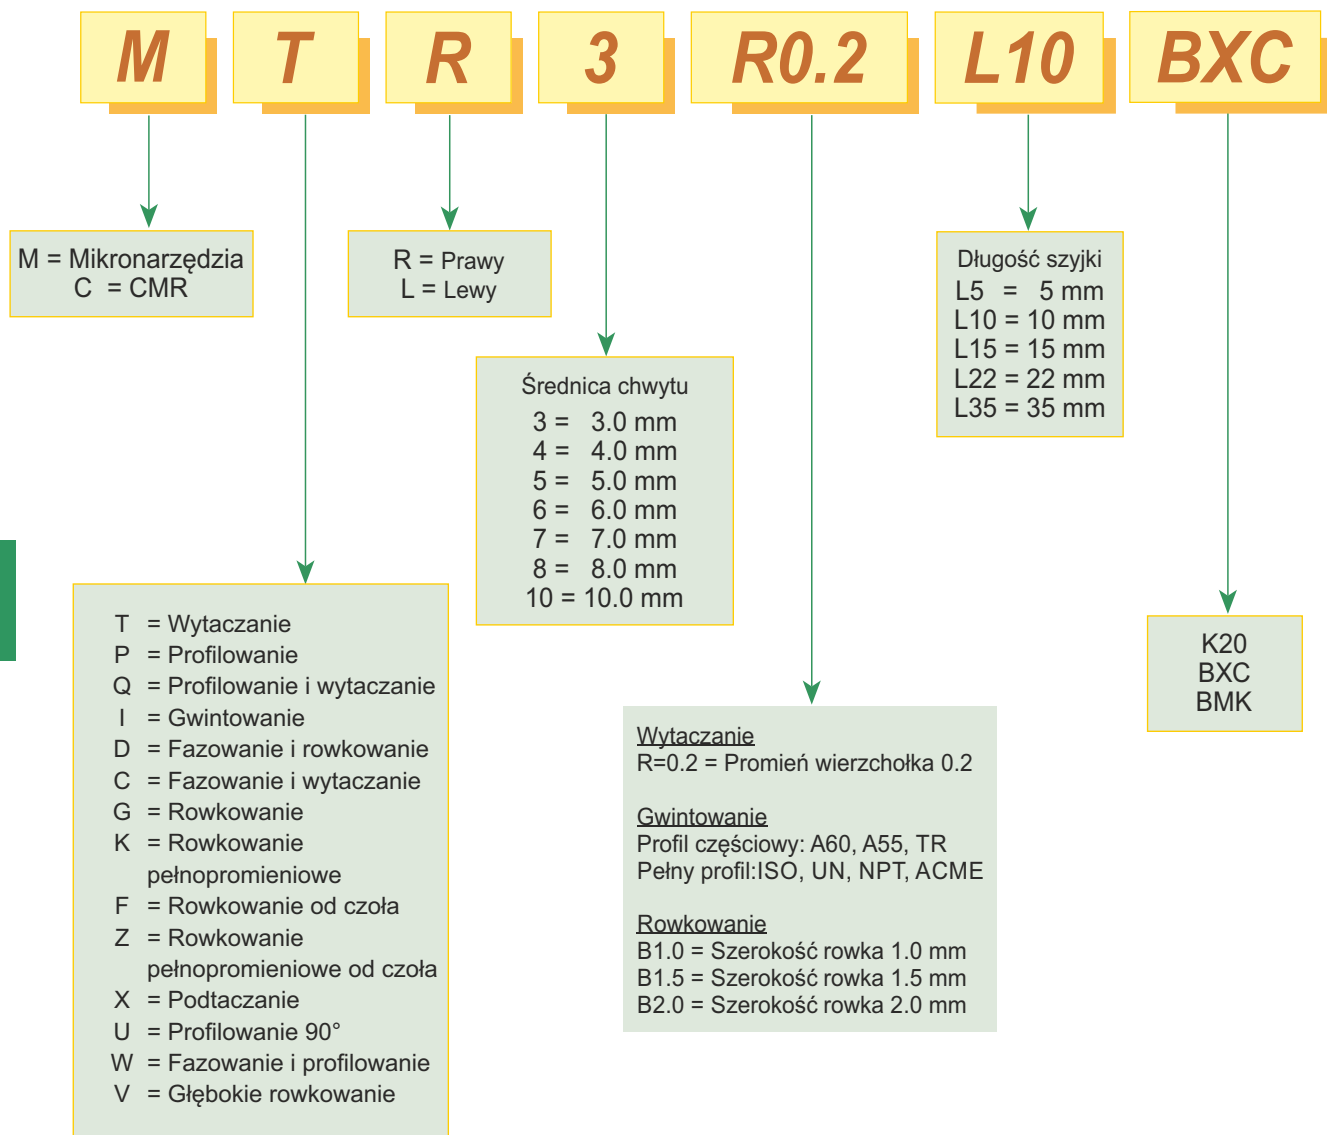 M T R 3 R0.2 L10 BXC
M = Mikronarzędzia
C = CMR
R = Prawy
L = Lewy
Długość szyjki
L5 = 5 mm
L10 = 10 mm
L15 = 15 mm
L22 = 22 mm
L35 = 35 mm
Średnica chwytu
3 = 3.0 mm
4 = 4.0 mm
5 = 5.0 mm
6 = 6.0 mm
7 = 7.0 mm
8 = 8.0 mm
10 = 10.0 mm
T = Wytaczanie
P = Profilowanie
Q = Profilowanie i wytaczanie
I = Gwintowanie
D = Fazowanie i rowkowanie
C = Fazowanie i wytaczanie
G = Rowkowanie
K = Rowkowanie
pełnopromieniowe
F = Rowkowanie od czoła
Z = Rowkowanie
pełnopromieniowe od czoła
X = Podtaczanie
U = Profilowanie 90°
W = Fazowanie i profilowanie
V = Głębokie rowkowanie
Wytaczanie
R=0.2 = Promień wierzchołka 0.2
Gwintowanie
Profil częściowy: A60, A55, TR
Pełny profil:ISO, UN, NPT, ACME
Rowkowanie
B1.0 = Szerokość rowka 1.0 mm
B1.5 = Szerokość rowka 1.5 mm
B2.0 = Szerokość rowka 2.0 mm
K20
BXC
BMK